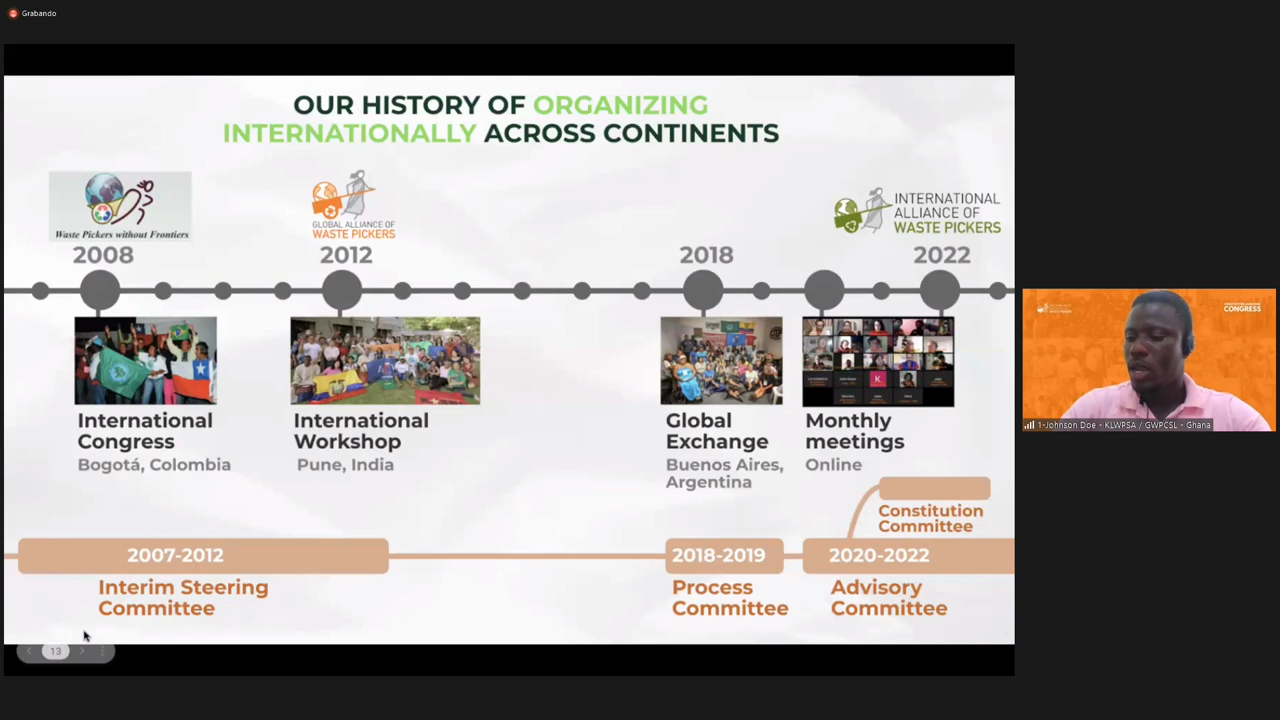 Grabando
OUR HISTORY OF ORGANIZING
INTERNATIONALLY ACROSS CONTINENTS
Waste Pickers without Frontiers
GLOBAL ALLIANCE OF
WASTE PICKERS
INTERNATIONAL
ALLIANCE OF
WASTE PICKERS
2008
2012
2018
2022
International
Congress
Bogotá, Colombia
International
Workshop
Pune, India
Global
Exchange
Buenos Aires,
Argentina
K
Monthly
meetings
Online
Constitution
Committee
2007-2012
Interim Steering
Committee
2018-2019
Process
Committee
2020-2022
Advisory
Committee
13
CONGRESS
1-Johnson Doe - KLWPSA / GWPCSL - Ghana